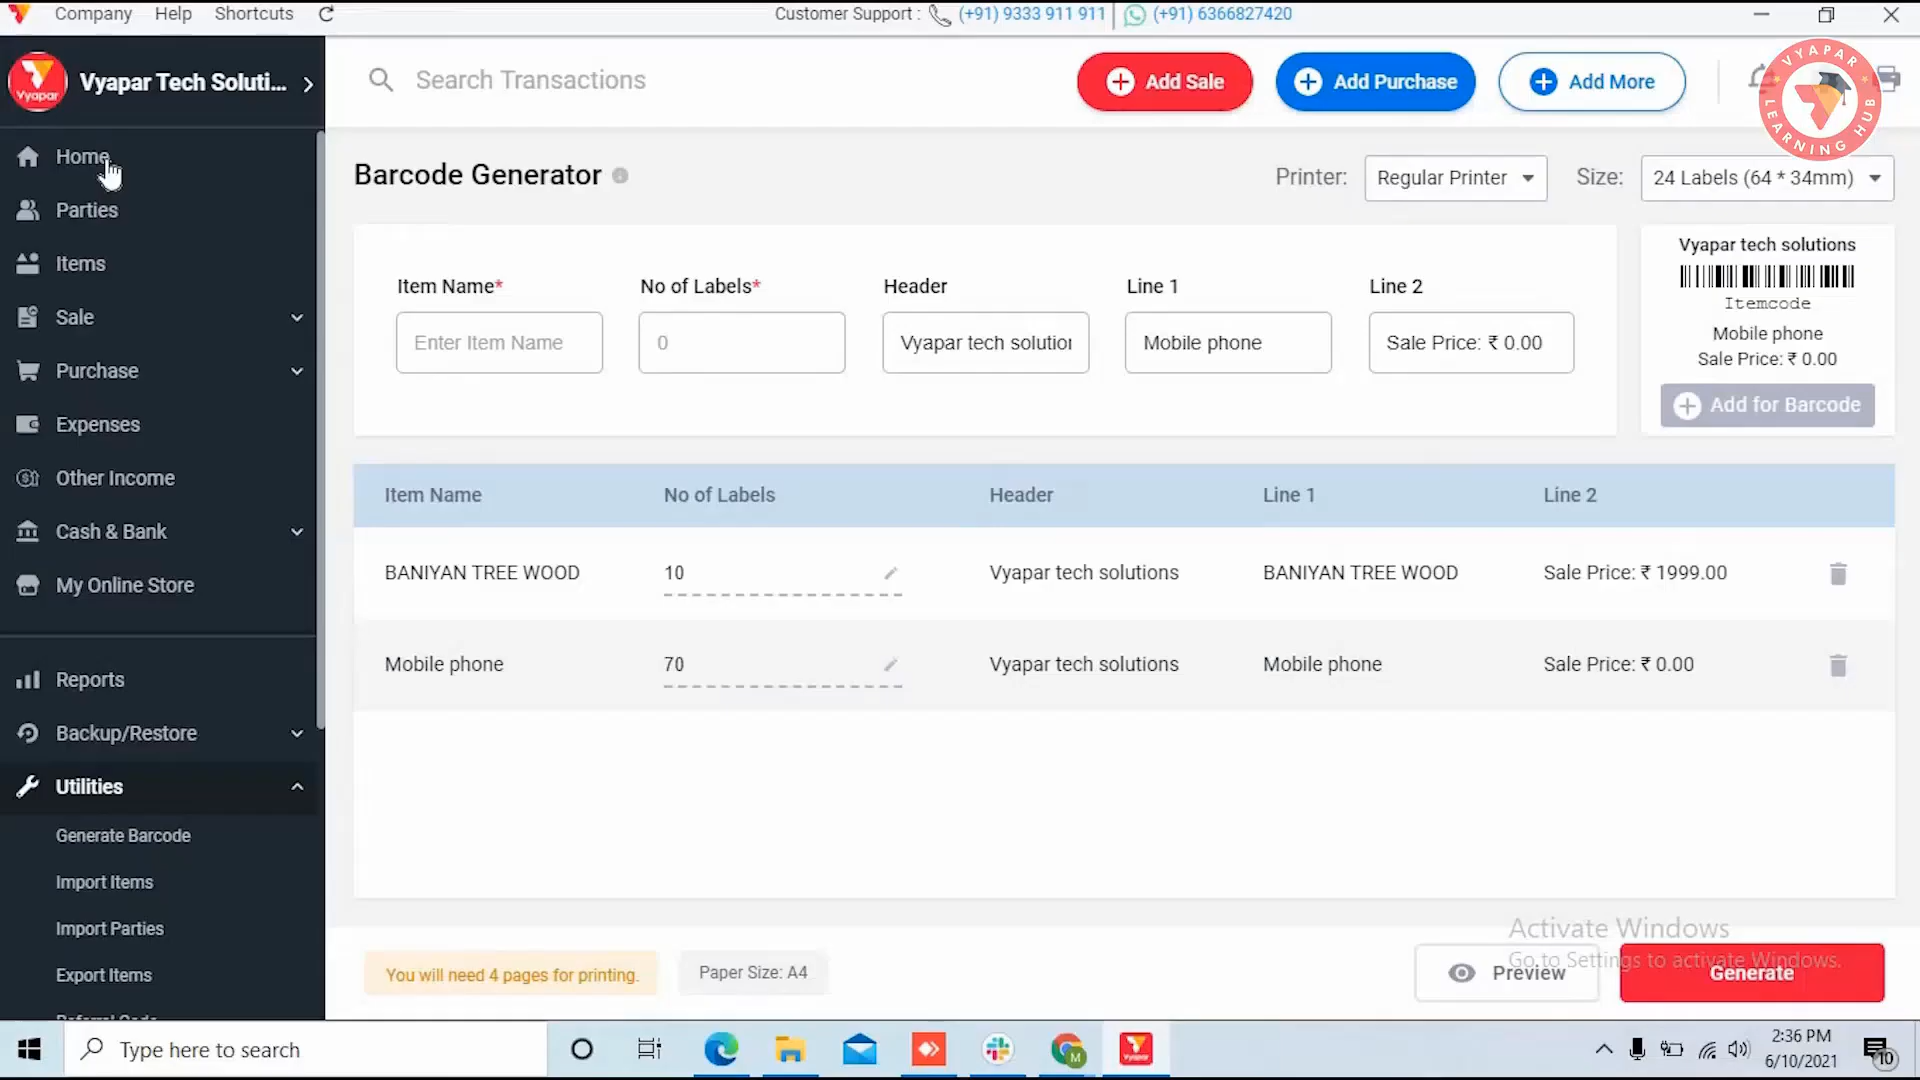 Company Help Shortcuts
Customer Support : (+91) 9333 911 911 (+91) 6366827420
Vyapar
Vyapar Tech Soluti...
Search Transactions
Add Sale
Add Purchase
Add More
VYAPAR
LEARNING HUB
Home
Parties
Items
Sale
Purchase
Expenses
Other Income
Cash & Bank
My Online Store
Reports
Backup/Restore
Utilities
Generate Barcode
Import Items
Import Parties
Export Items
Barcode Generator
Printer: Regular Printer
Size: 24 Labels (64 * 34mm)
Item Name* No of Labels* Header Line 1 Line 2
Enter Item Name 0 Vyapar tech solution Mobile phone Sale Price: ₹ 0.00
Vyapar tech solutions
Itemcode
Mobile phone
Sale Price: ₹ 0.00
Add for Barcode
Item Name No of Labels Header Line 1 Line 2
BANIYAN TREE WOOD 10 Vyapar tech solutions BANIYAN TREE WOOD Sale Price: ₹ 1999.00
Mobile phone 70 Vyapar tech solutions Mobile phone Sale Price: ₹ 0.00
You will need 4 pages for printing.
Paper Size: A4
Activate Windows
Go to Settings to activate Windows.
Preview
Generate
Type here to search
M
Vyapar
2:36 PM
6/10/2021
10